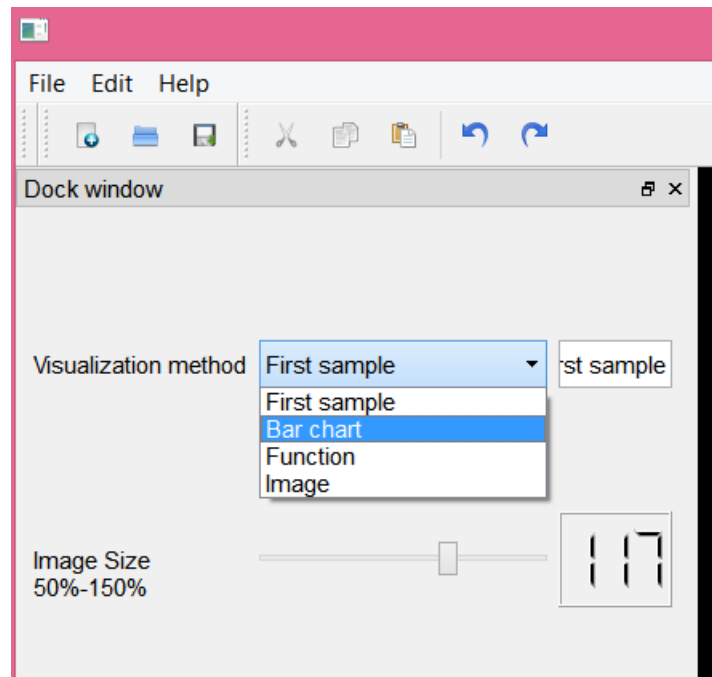 File Edit Help
Dock window
Visualization method First sample rst sample
First sample
Bar chart
Function
Image
Image Size
50%-150%
117